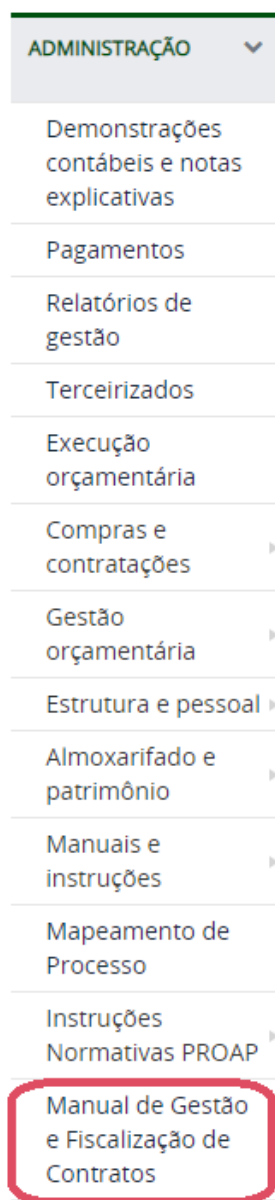 ADMINISTRAÇÃO
Demonstrações
contábeis e notas
explicativas
Pagamentos
Relatórios de
gestão
Terceirizados
Execução
orçamentária
Compras e
contratações
Gestão
orçamentária
Estrutura e pessoal
Almoxarifado e
patrimônio
Manuais e
instruções
Mapeamento de
Processo
Instruções
Normativas PROAP
Manual de Gestão
e Fiscalização de
Contratos